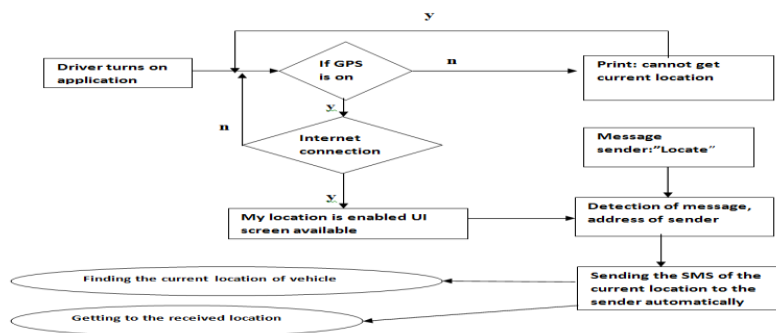 y
Driver turns on
application
If GPS
is on
n
Print: cannot get
current location
y
n
Internet
connection
Message
sender:"Locate"
y
My location is enabled UI
screen available
Detection of message,
address of sender
Finding the current location of vehicle
Sending the SMS of the
current location to the
sender automatically
Getting to the received location